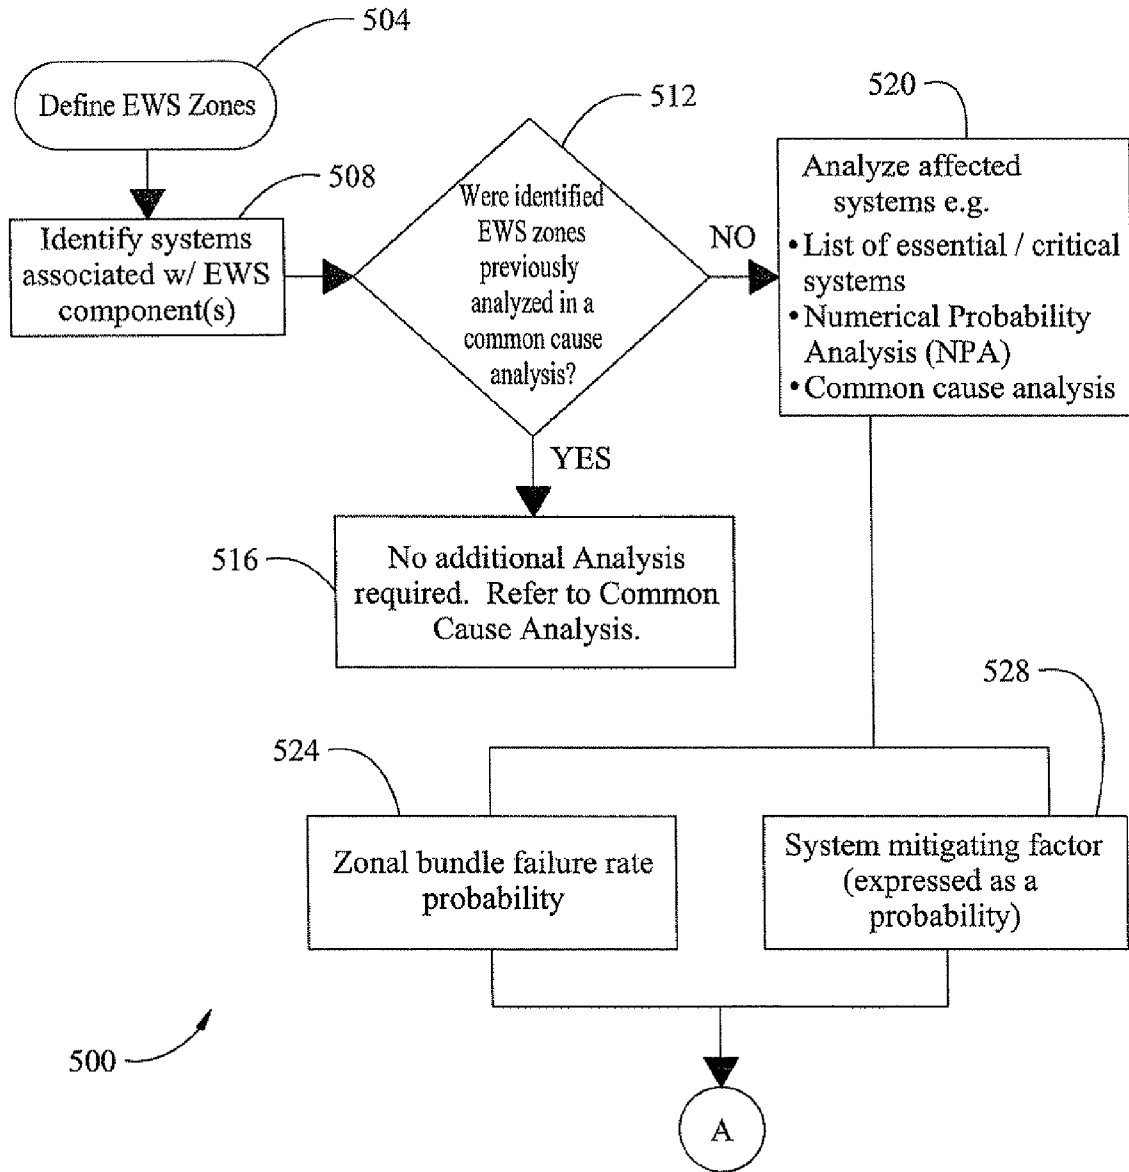 504
Define EWS Zones
508
Identify systems
associated w/ EWS
component(s)
512
Were identified
EWS zones
previously
analyzed in a
common cause
analysis?
NO
YES
520
Analyze affected
systems e.g.
•List of essential / critical
systems
•Numerical Probability
Analysis (NPA)
•Common cause analysis
516
No additional Analysis
required. Refer to Common
Cause Analysis.
524
Zonal bundle failure rate
probability
528
System mitigating factor
(expressed as a
probability)
500
A